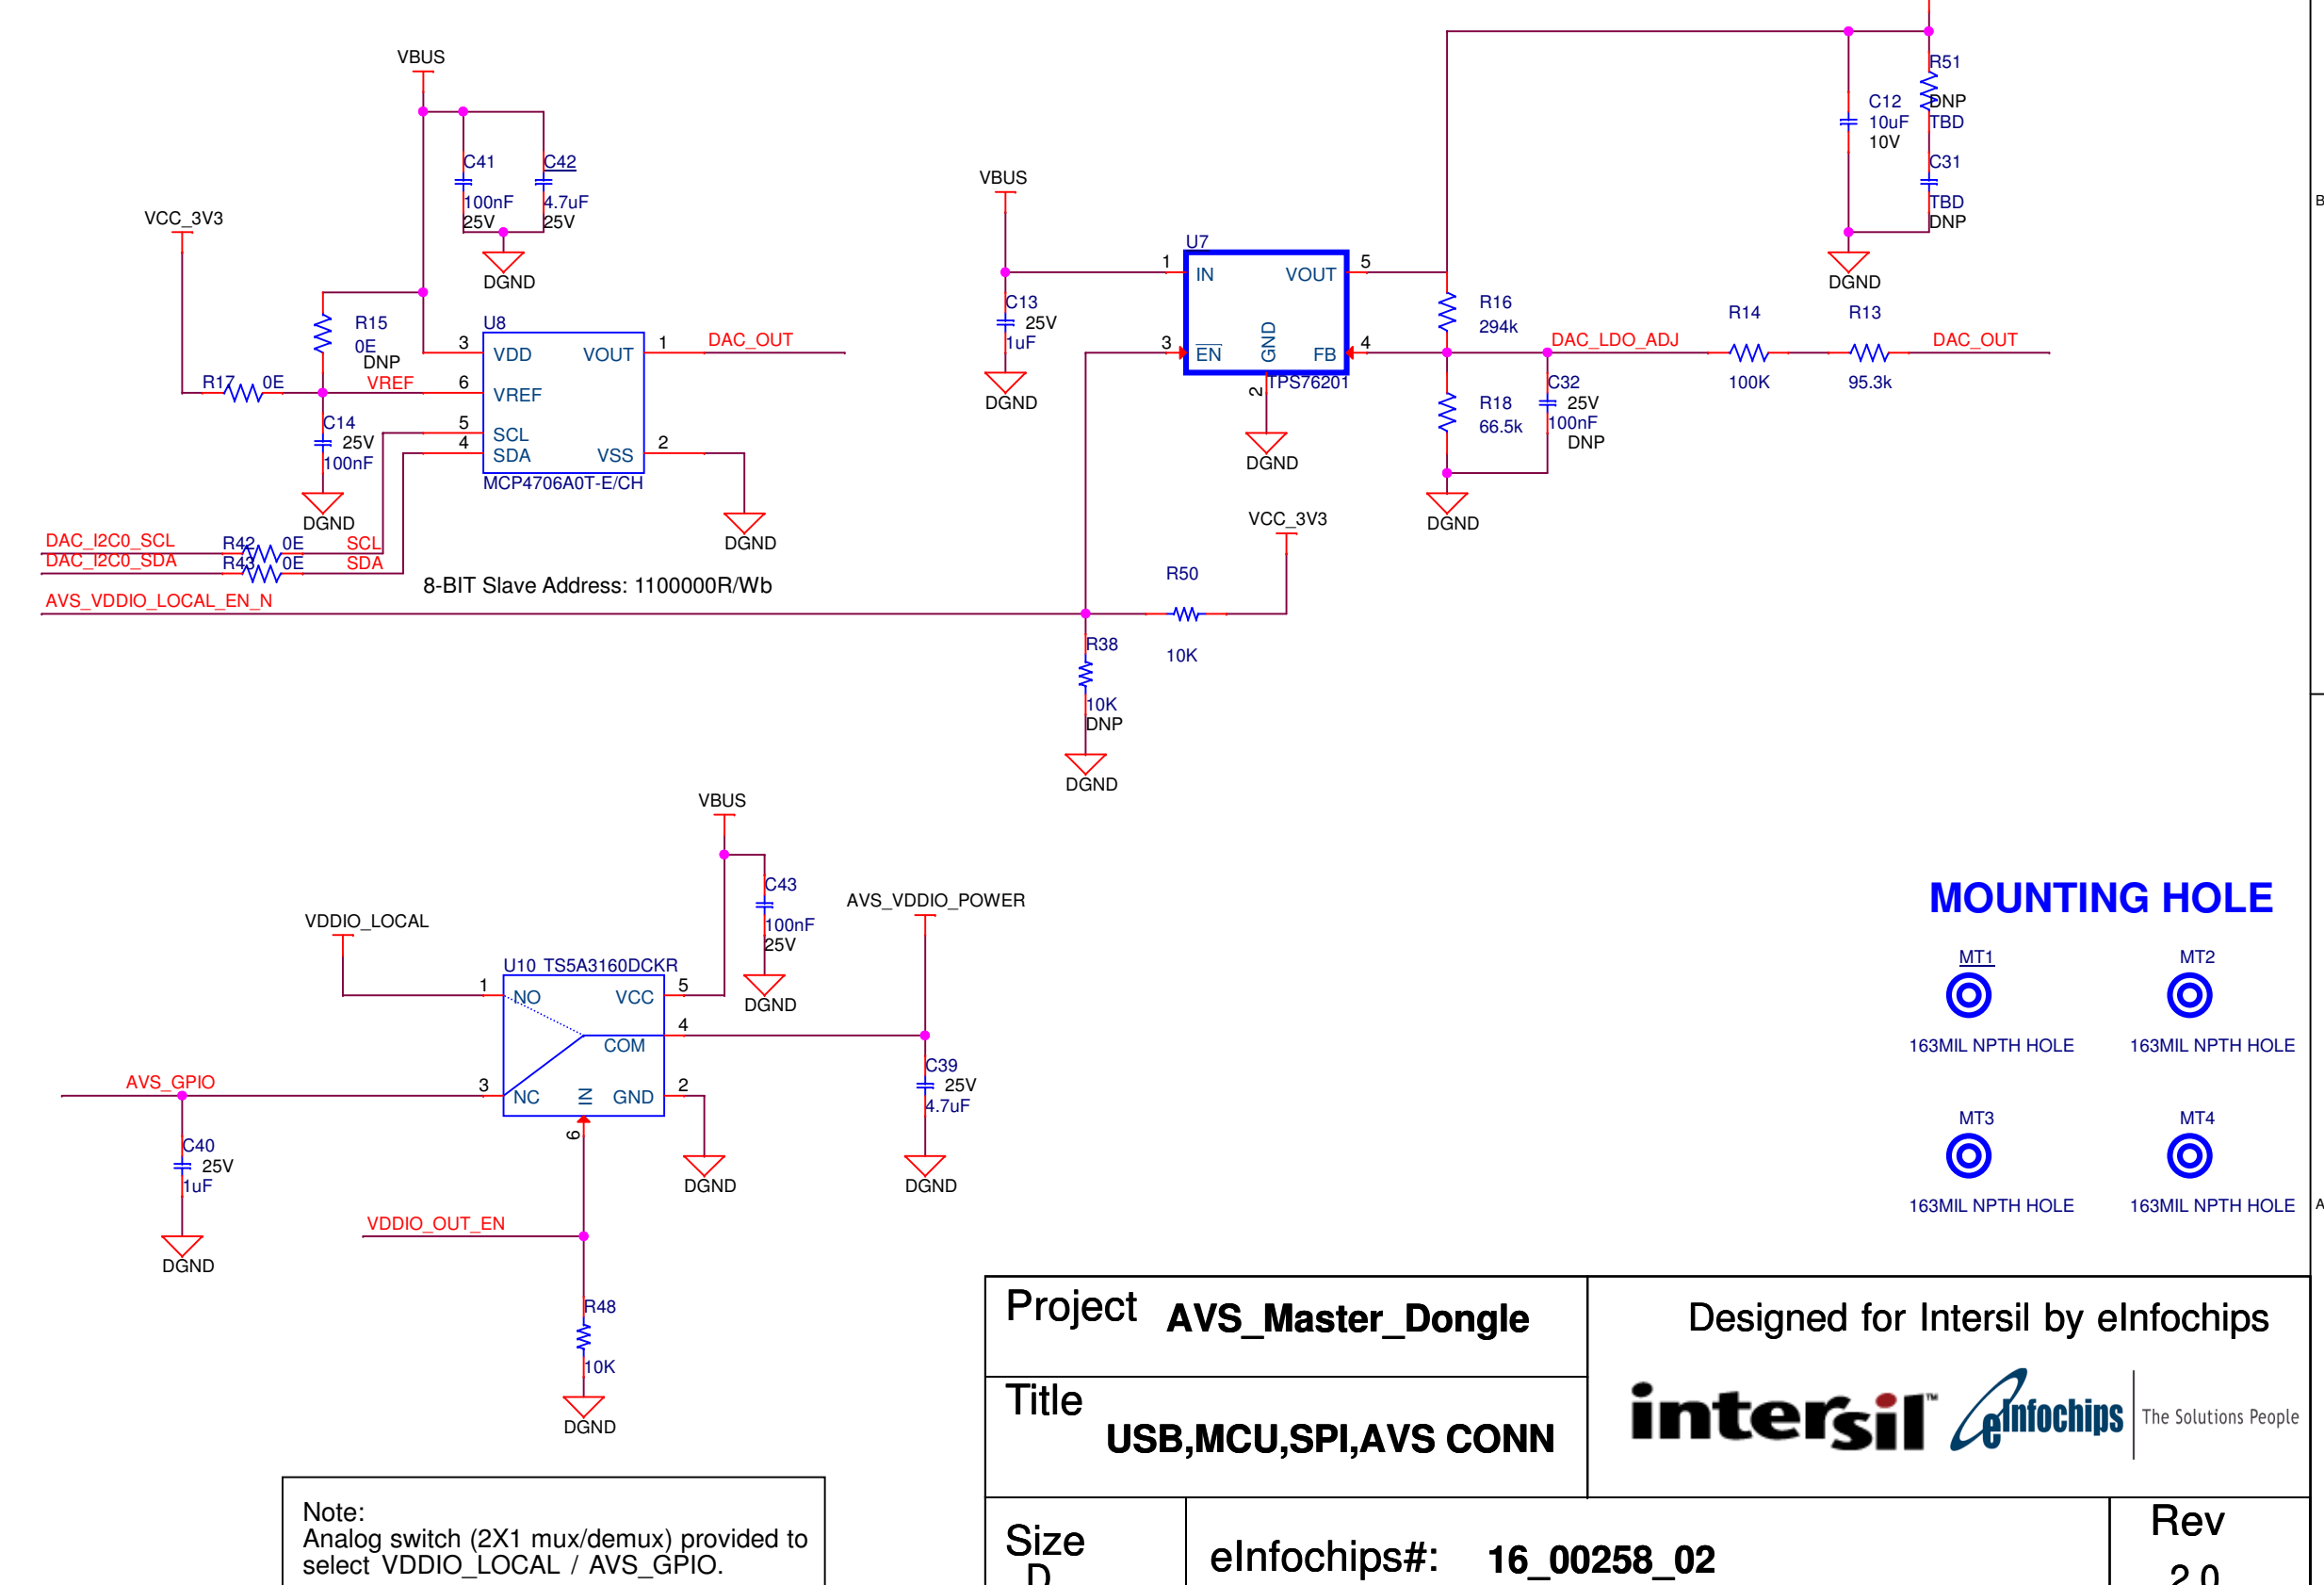 VBUS
C41
100nF
25V
C42
4.7uF
25V
DGND
VCC_3V3
R15
0E
DNP
R17
0E
VREF
C14
25V
100nF
DGND
U8
3
VDD
VOUT
1
DAC_OUT
6
VREF
5
SCL
4
SDA
VSS
2
MCP4706A0T-E/CH
DGND
DAC_I2C0_SCL
R42
0E
SCL
DAC_I2C0_SDA
R43
0E
SDA
8-BIT Slave Address: 1100000R/Wb
AVS_VDDIO_LOCAL_EN_N
VBUS
C13
25V
1uF
DGND
U7
1
IN
VOUT
5
3
EN
GND
FB
4
2
TPS76201
DGND
R16
294k
R18
66.5k
DGND
DAC_LDO_ADJ
C32
25V
100nF
DNP
R14
100K
R13
95.3k
DAC_OUT
C12
10uF
10V
R51
DNP
TBD
C31
TBD
DNP
DGND
B
VCC_3V3
R50
10K
R38
10K
DNP
DGND
VBUS
C43
100nF
25V
DGND
VDDIO_LOCAL
AVS_VDDIO_POWER
U10 TS5A3160DCKR
1
NO
VCC
5
COM
4
AVS_GPIO
3
NC
IN
GND
2
6
C39
25V
4.7uF
DGND
DGND
C40
25V
1uF
DGND
VDDIO_OUT_EN
R48
10K
DGND
MOUNTING HOLE
MT1
MT2
163MIL NPTH HOLE
163MIL NPTH HOLE
MT3
MT4
163MIL NPTH HOLE
163MIL NPTH HOLE
A
Note:
Analog switch (2X1 mux/demux) provided to
select VDDIO_LOCAL / AVS_GPIO.
Project AVS_Master_Dongle
Designed for Intersil by eInfochips
Title
USB,MCU,SPI,AVS CONN
intersil™
eInfochips
The Solutions People
Size
D
eInfochips#: 16_00258_02
Rev
2.0